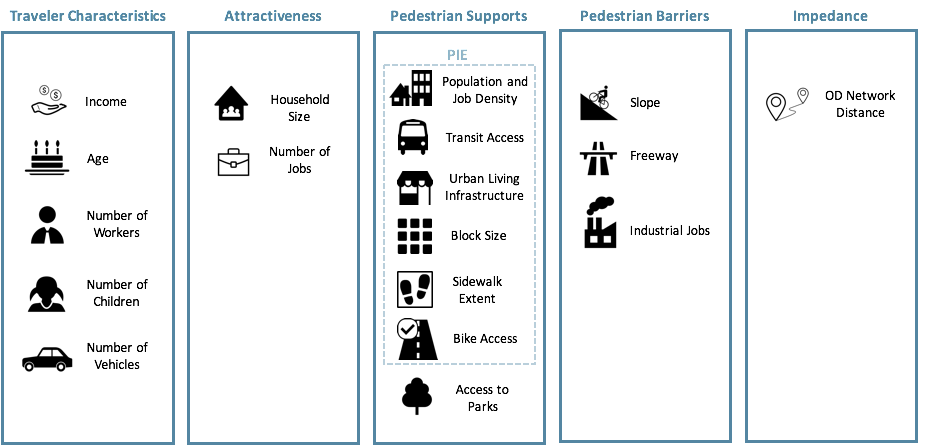 Traveler Characteristics
Income
Age
Number of
Workers
Number of
Children
Number of
Vehicles
Attractiveness
Household
Size
Number of
Jobs
Pedestrian Supports
PIE
Population and
Job Density
Transit Access
Urban Living
Infrastructure
Block Size
Sidewalk
Extent
Bike Access
Access to
Parks
Pedestrian Barriers
Slope
Freeway
Industrial Jobs
Impedance
OD Network
Distance